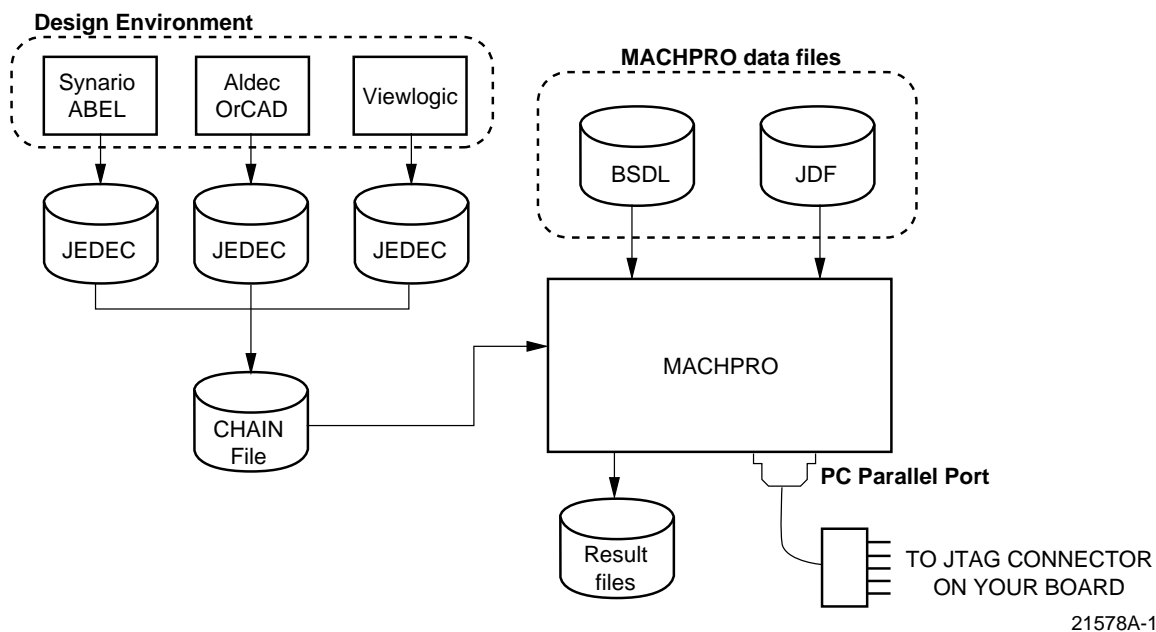 Design Environment
Synario
ABEL
Aldec
OrCAD
Viewlogic
MACHPRO data files
BSDL
JDF
JEDEC
JEDEC
JEDEC
MACHPRO
CHAIN
File
PC Parallel Port
Result
files
TO JTAG CONNECTOR
ON YOUR BOARD
21578A-1